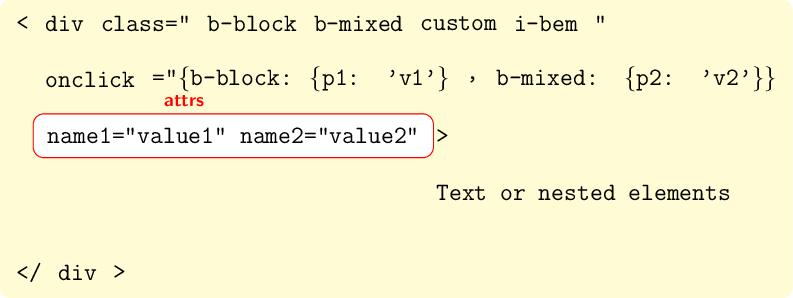 < div class=" b-block b-mixed custom i-bem "
onclick ="{b-block: {p1: ’v1’} , b-mixed: {p2: ’v2’}}
attrs
name1="value1" name2="value2" >
Text or nested elements
</ div >